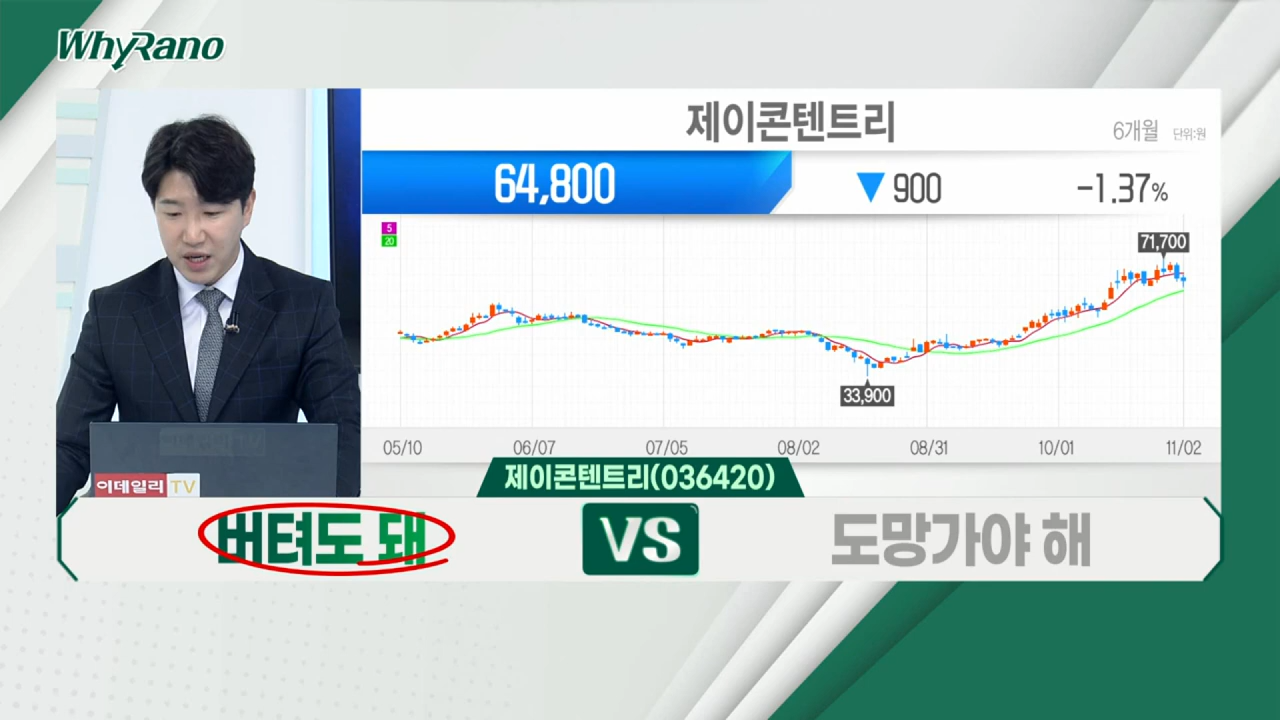 WhyRano
제이콘텐트리
6개월 단위:원
64,800 ▼ 900 -1.37%
5
20
71,700
33,900
05/10 06/07 07/05 08/02 08/31 10/01 11/02
이데일리 TV
제이콘텐트리(036420)
버텨도 돼 VS 도망가야 해